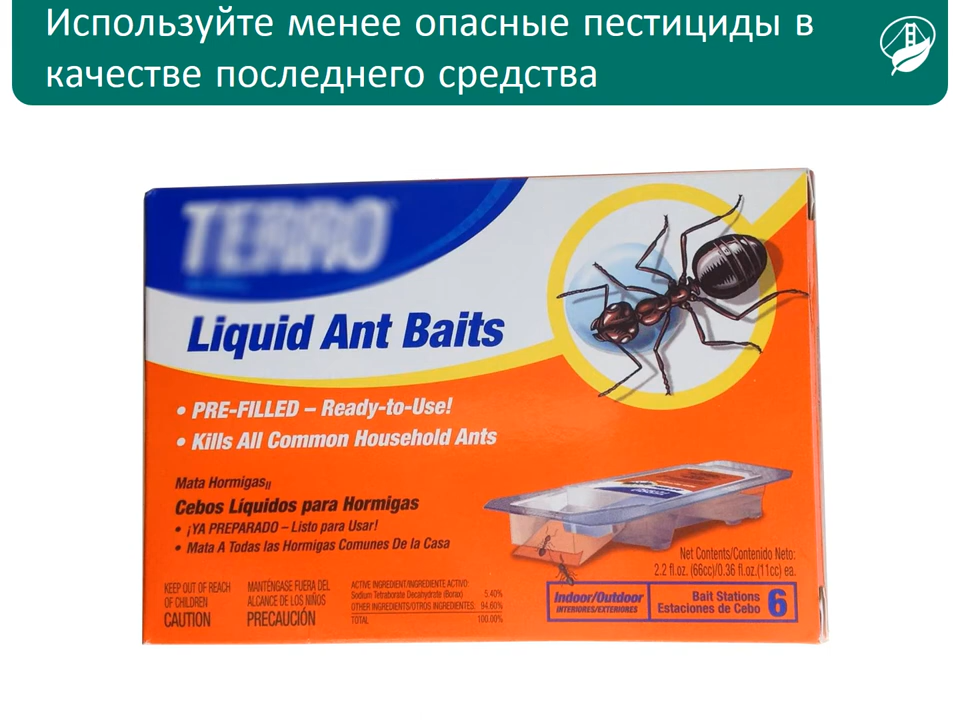 Используйте менее опасные пестициды в
качестве последнего средства
TERRO
Liquid Ant Baits
• PRE-FILLED – Ready-to-Use!
• Kills All Common Household Ants
Mata Hormigas II
Cebos Líquidos para Hormigas
• ¡YA PREPARADO – Listo para Usar!
• Mata A Todas las Hormigas Comunes De la Casa
KEEP OUT OF REACH
OF CHILDREN
CAUTION
MANTÉNGASE FUERA DEL
ALCANCE DE LOS NIÑOS
PRECAUCIÓN
ACTIVE INGREDIENT/INGREDIENTE ACTIVO:
Sodium Tetraborate Decahydrate (Borax) 5.40%
OTHER INGREDIENTS/OTROS INGREDIENTES: 94.60%
TOTAL 100.00%
Net Contents/Contenido Neto:
2.2 fl.oz. (66cc)/0.36 fl.oz.(11cc) ea.
Indoor/Outdoor
INTERIORES/EXTERIORES
Bait Stations
Estaciones de Cebo 6